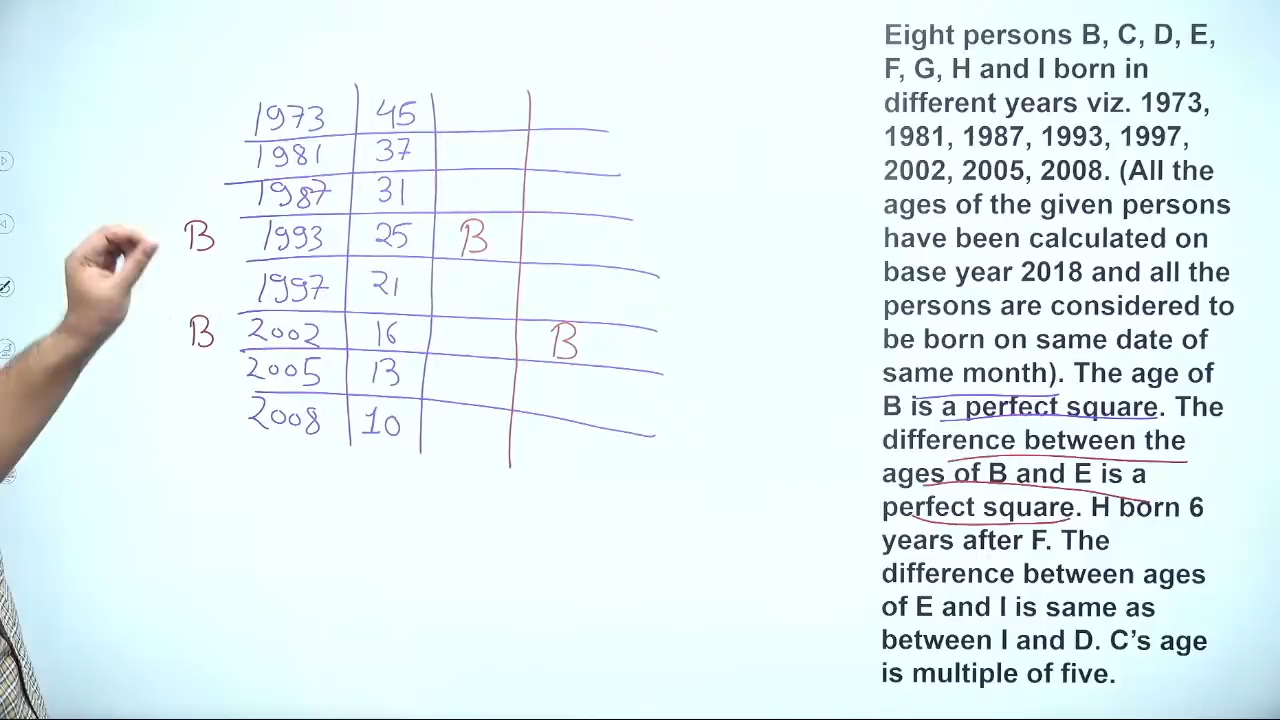 1973 45
1981 37
1987 31
B 1993 25 B
1997 21
B 2002 16 B
2005 13
2008 10
Eight persons B, C, D, E,
F, G, H and I born in
different years viz. 1973,
1981, 1987, 1993, 1997,
2002, 2005, 2008. (All the
ages of the given persons
have been calculated on
base year 2018 and all the
persons are considered to
be born on same date of
same month). The age of
B is a perfect square. The
difference between the
ages of B and E is a
perfect square. H born 6
years after F. The
difference between ages
of E and I is same as
between I and D. C’s age
is multiple of five.